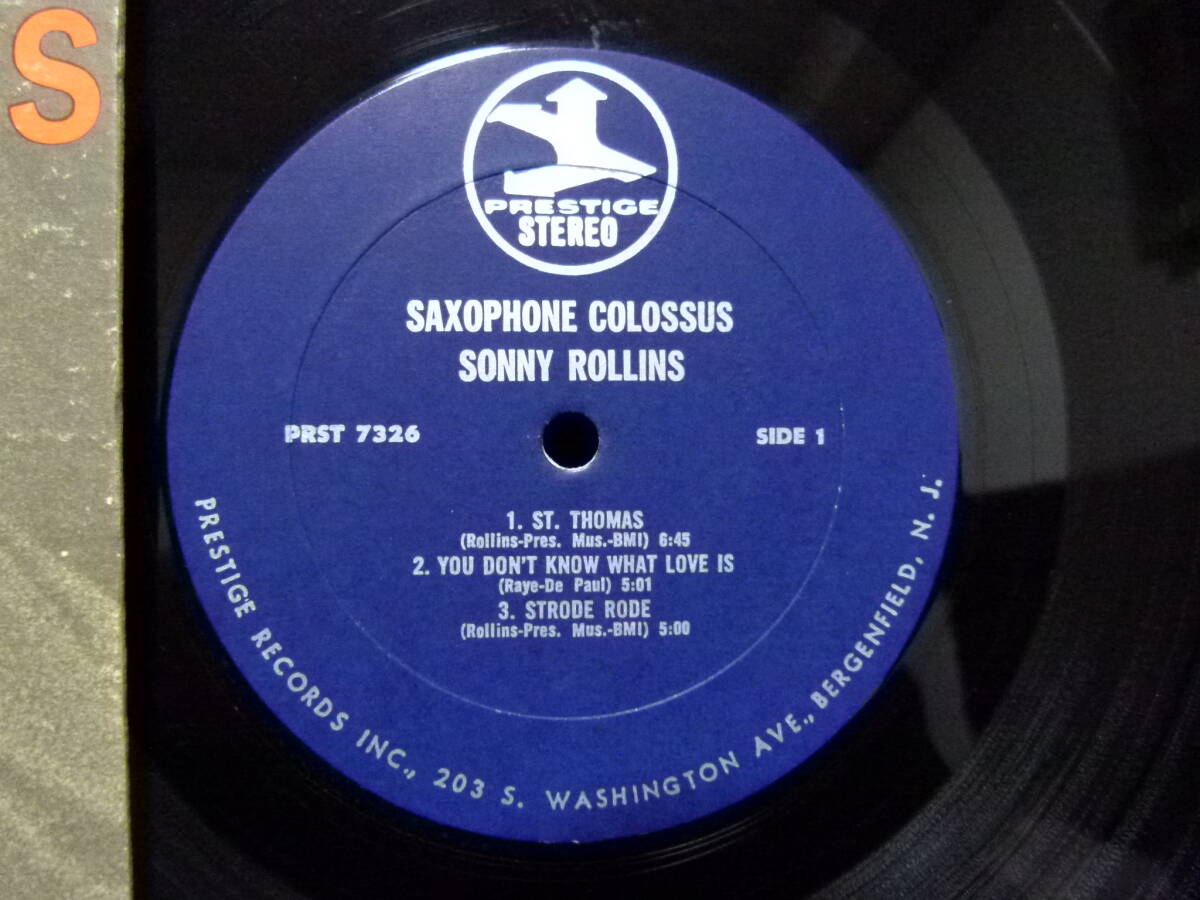 S
PRESTIGE
STEREO
SAXOPHONE COLOSSUS
SONNY ROLLINS
PRST 7326
SIDE 1
1. ST. THOMAS
(Rollins-Pres. Mus.-BMI) 6:45
2. YOU DON'T KNOW WHAT LOVE IS
(Raye-De Paul) 5:01
3. STRODE RODE
(Rollins-Pres. Mus.-BMI) 5:00
PRESTIGE RECORDS INC., 203 S. WASHINGTON AVE., BERGENFIELD, N. J.